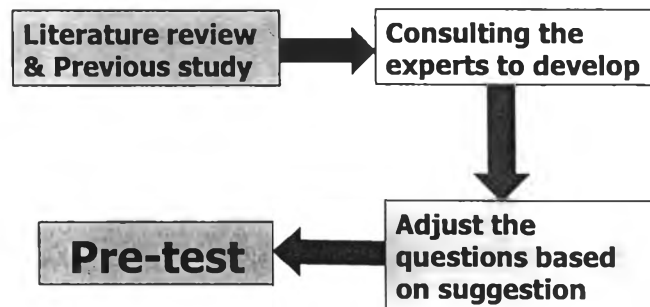 Literature review
& Previous study
Consulting the
experts to develop
Adjust the
questions based
on suggestion
Pre-test